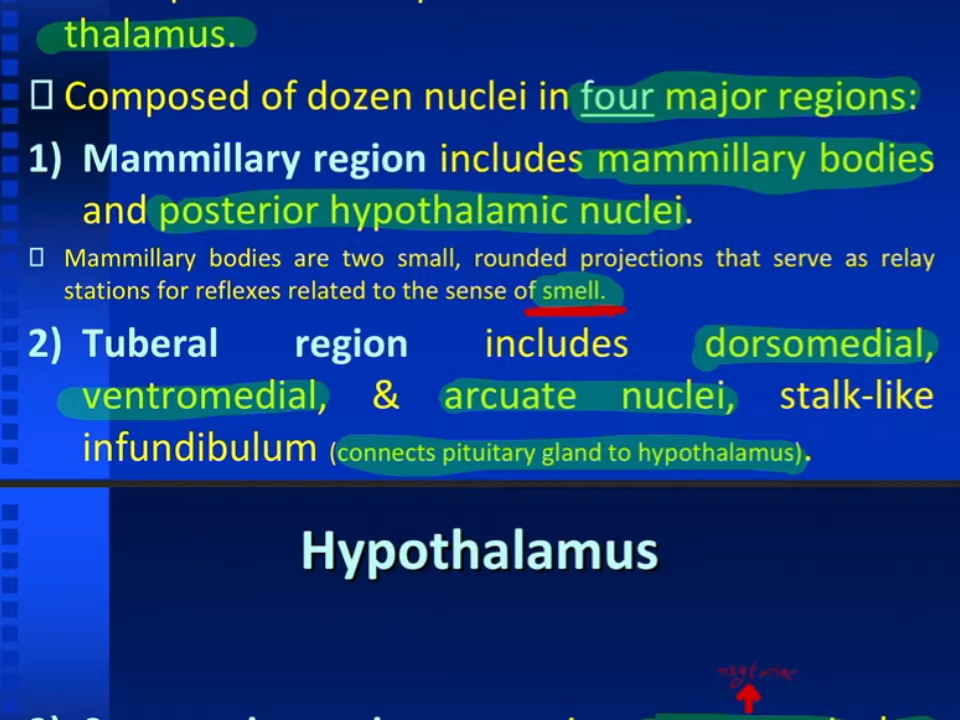 thalamus.
Composed of dozen nuclei in four major regions:
1) Mammillary region includes mammillary bodies
and posterior hypothalamic nuclei.
Mammillary bodies are two small, rounded projections that serve as relay
stations for reflexes related to the sense of smell.
2) Tuberal region includes dorsomedial,
ventromedial, & arcuate nuclei, stalk-like
infundibulum (connects pituitary gland to hypothalamus).
Hypothalamus